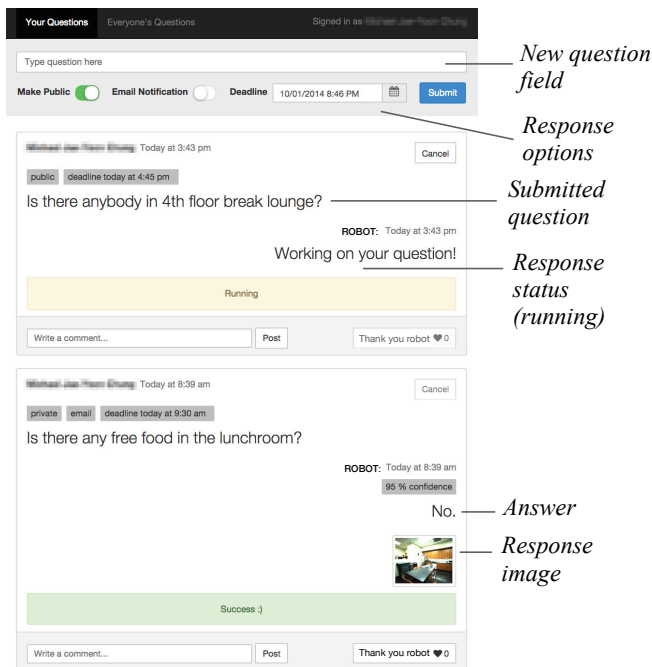 Your Questions Everyone's Questions Signed in as
Type question here
New question
field
Make Public Email Notification Deadline 10/01/2014 8:46 PM Submit
Response
options
Today at 3:43 pm Cancel
public deadline today at 4:45 pm
Is there anybody in 4th floor break lounge?
Submitted
question
ROBOT: Today at 3:43 pm
Working on your question!
Response
status
(running)
Running
Write a comment... Post Thank you robot ♥ 0
Today at 8:39 am Cancel
private email deadline today at 9:30 am
Is there any free food in the lunchroom?
ROBOT: Today at 8:39 am
95 % confidence
No.
Answer
Response
image
Success :)
Write a comment... Post Thank you robot ♥ 0